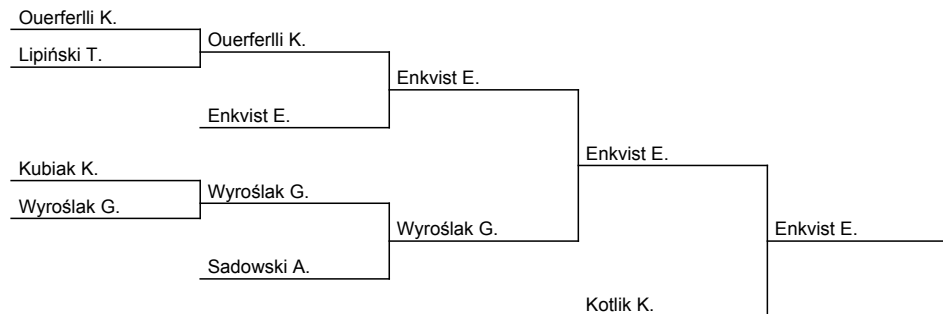 Ouerferlli K.
Lipiński T.
Ouerferlli K.
Enkvist E.
Enkvist E.
Kubiak K.
Wyroślak G.
Wyroślak G.
Sadowski A.
Wyroślak G.
Enkvist E.
Kotlik K.
Enkvist E.